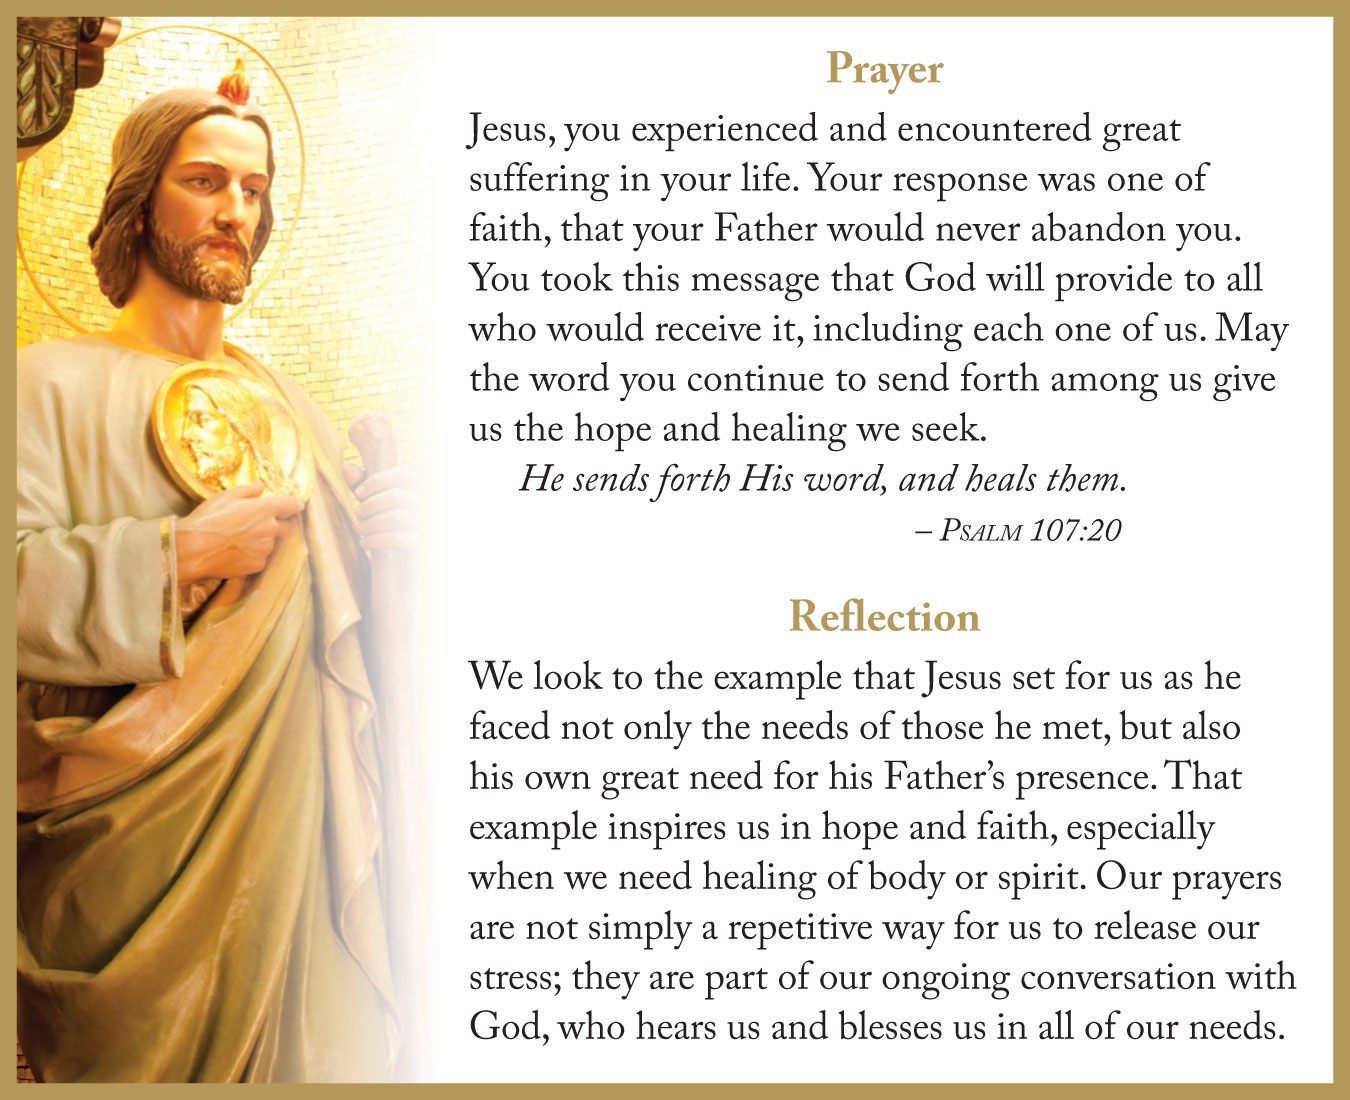 Prayer
Jesus, you experienced and encountered great
suffering in your life. Your response was one of
faith, that your Father would never abandon you.
You took this message that God will provide to all
who would receive it, including each one of us. May
the word you continue to send forth among us give
us the hope and healing we seek.
He sends forth His word, and heals them.
– Psalm 107:20
Reflection
We look to the example that Jesus set for us as he
faced not only the needs of those he met, but also
his own great need for his Father’s presence. That
example inspires us in hope and faith, especially
when we need healing of body or spirit. Our prayers
are not simply a repetitive way for us to release our
stress; they are part of our ongoing conversation with
God, who hears us and blesses us in all of our needs.